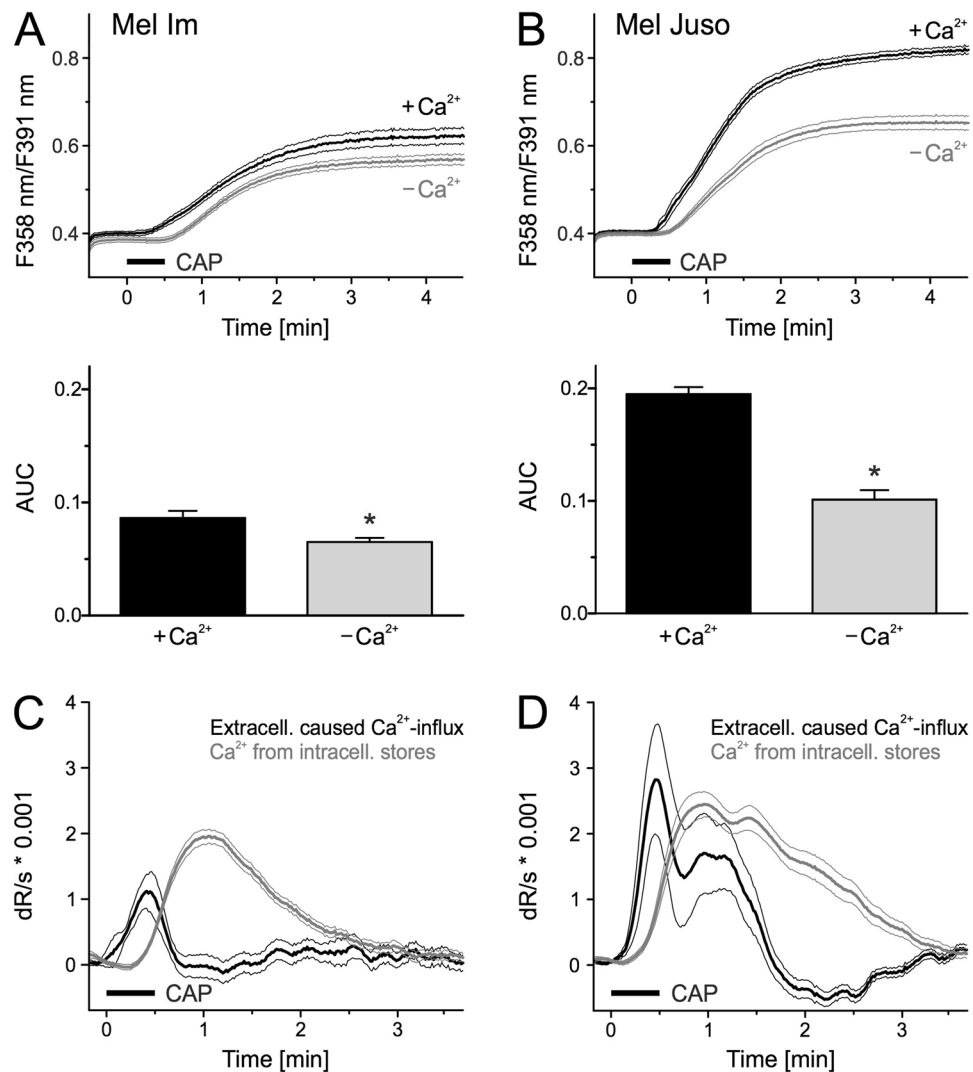 A
Mel Im
F358 nm/F391 nm
0.8
0.6
0.4
+Ca²⁺
−Ca²⁺
CAP
0 1 2 3 4
Time [min]
B
Mel Juso
F358 nm/F391 nm
0.8
0.6
0.4
+Ca²⁺
−Ca²⁺
CAP
0 1 2 3 4
Time [min]
AUC
0.2
0.1
0.0
*
+Ca²⁺ −Ca²⁺
AUC
0.2
0.1
0.0
*
+Ca²⁺ −Ca²⁺
C
dR/s * 0.001
4
3
2
1
0
Extracell. caused Ca²⁺-influx
Ca²⁺ from intracell. stores
CAP
0 1 2 3
Time [min]
D
dR/s * 0.001
4
3
2
1
0
Extracell. caused Ca²⁺-influx
Ca²⁺ from intracell. stores
CAP
0 1 2 3
Time [min]